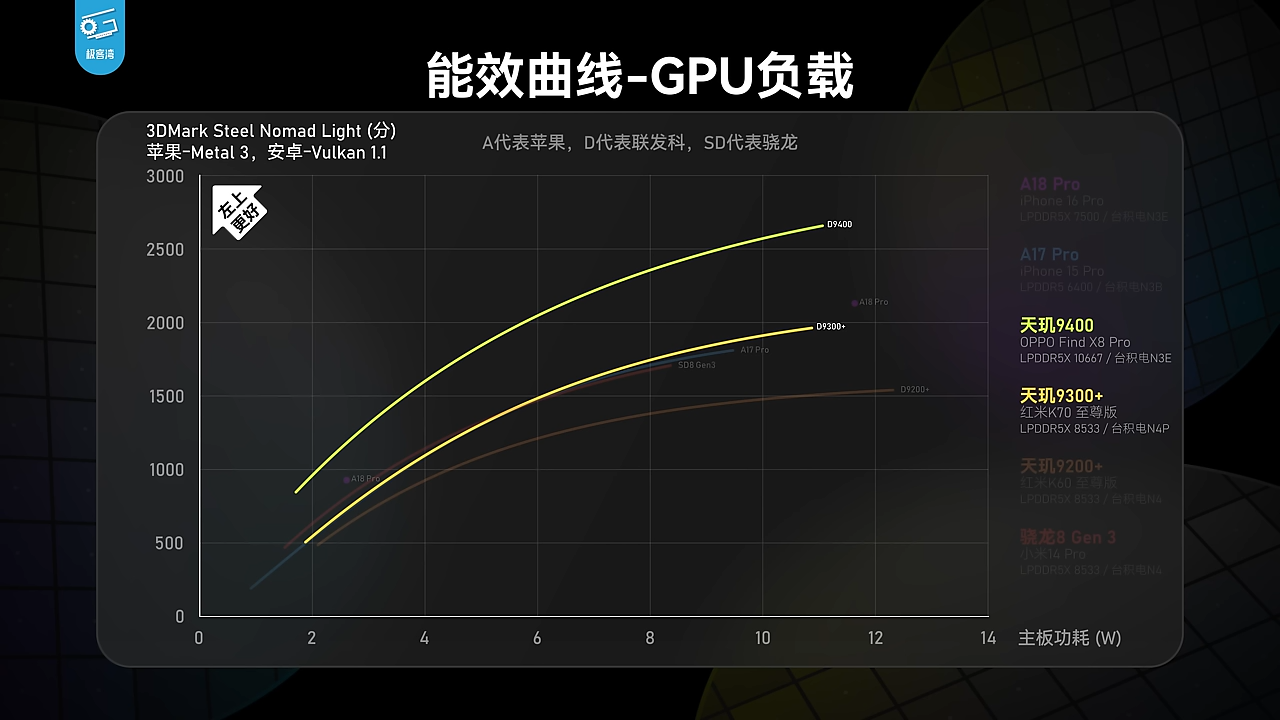 极客湾
能效曲线-GPU负载
3DMark Steel Nomad Light (分)
苹果-Metal 3，安卓-Vulkan 1.1
A代表苹果，D代表联发科，SD代表骁龙
3000
2500
2000
1500
1000
500
0
左上
更好
D9400
A18 Pro
D9300+
A17 Pro
SD8 Gen3
D9200+
A18 Pro
0
2
4
6
8
10
12
14
主板功耗 (W)
A18 Pro
iPhone 16 Pro
LPDDR5X 7500 / 台积电N3E
A17 Pro
iPhone 15 Pro
LPDDR5 6400 / 台积电N3B
天玑9400
OPPO Find X8 Pro
LPDDR5X 10667 / 台积电N3E
天玑9300+
红米K70 至尊版
LPDDR5X 8533 / 台积电N4P
天玑9200+
红米K60 至尊版
LPDDR5X 8533 / 台积电N4
骁龙8 Gen 3
小米14 Pro
LPDDR5X 8533 / 台积电N4